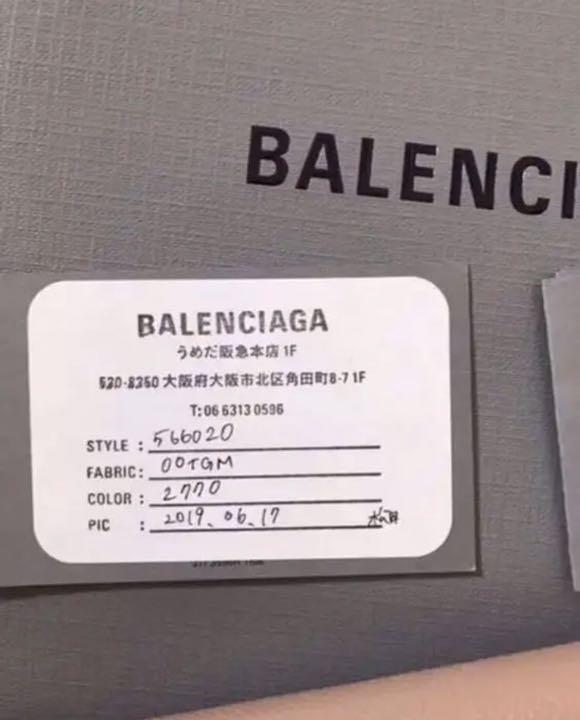 BALENCI
BALENCIAGA
うめだ阪急本店 1F
530-8350 大阪府大阪市北区角田町8-7 1F
T: 06 6313 0596
STYLE : 566020
FABRIC: 00TGM
COLOR : 2770
PIC : 2019. 06. 17